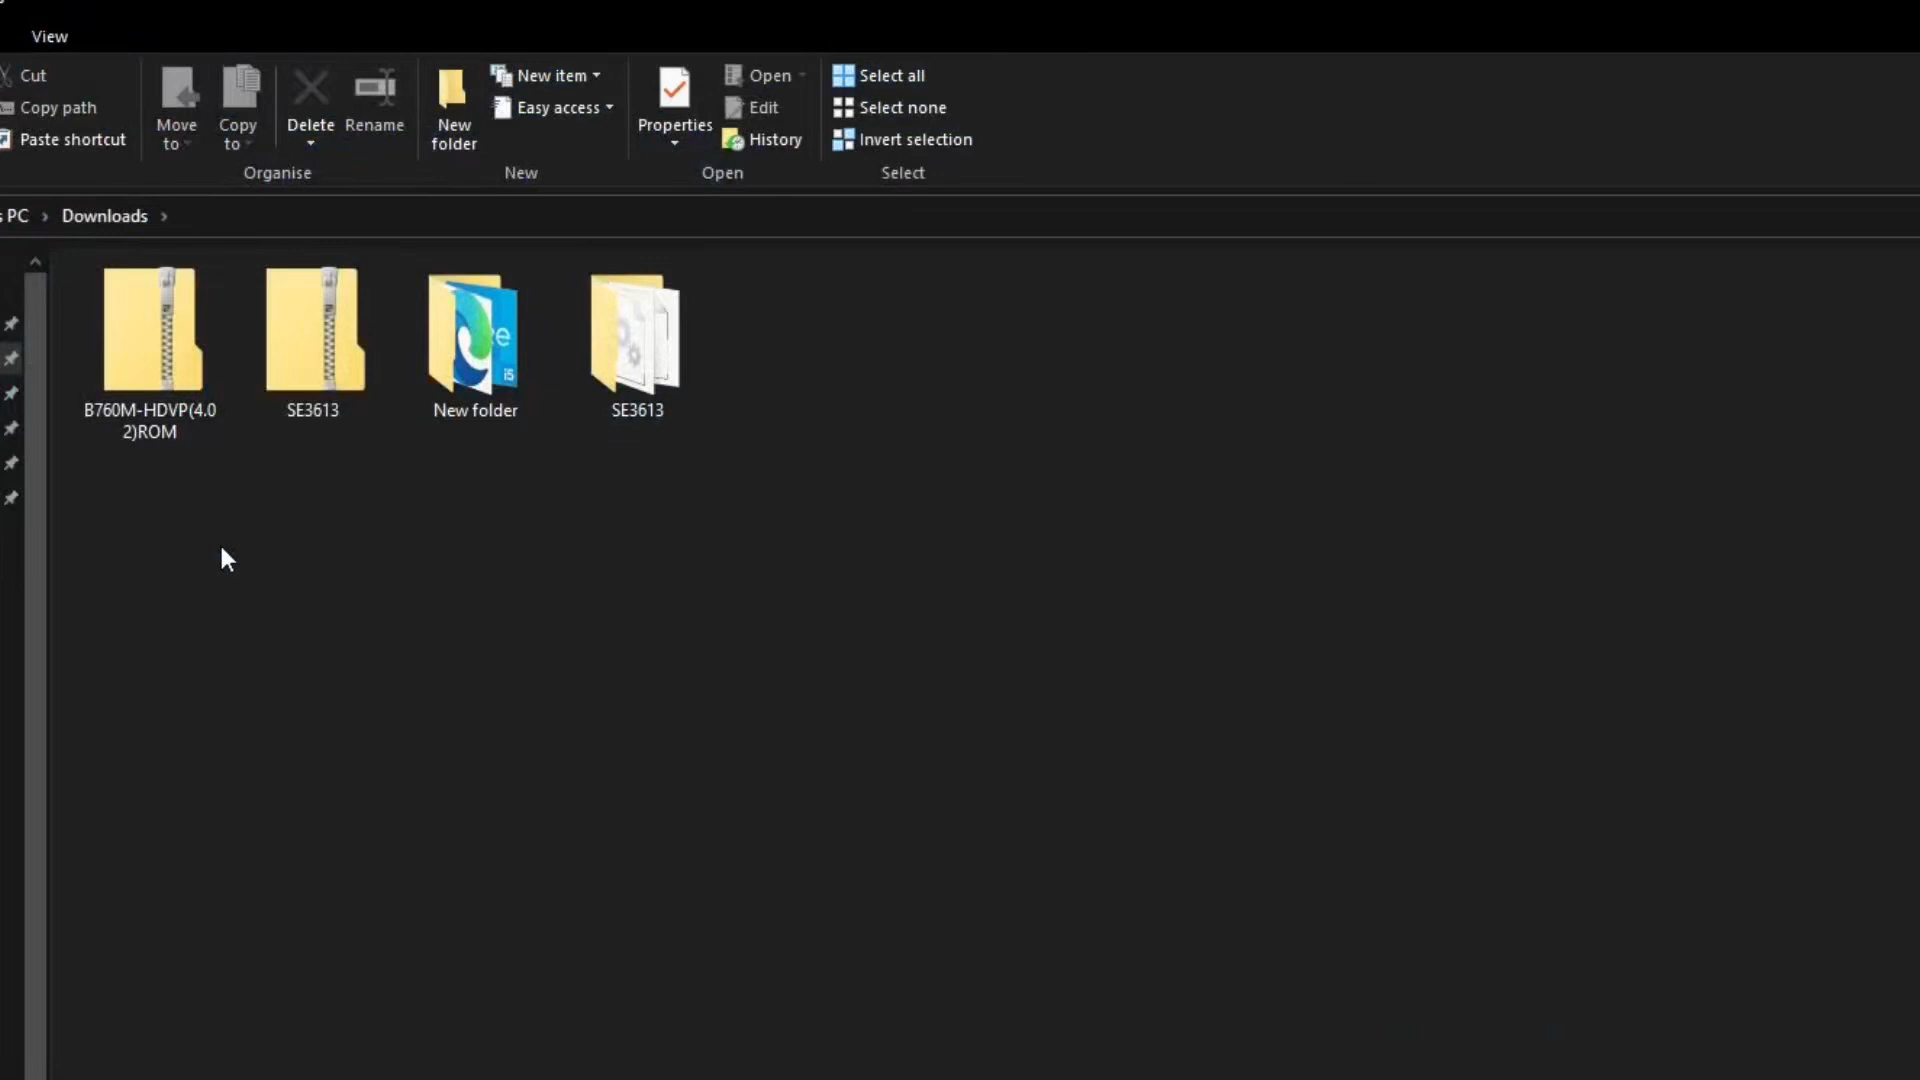 View
Cut
Copy path
Paste shortcut
Move
to
Copy
to
Delete
Rename
Organise
New
folder
New item
Easy access
New
Properties
Open
Edit
History
Open
Select all
Select none
Invert selection
Select
s PC › Downloads ›
B760M-HDVP(4.0
2)ROM
SE3613
e
i5
New folder
SE3613